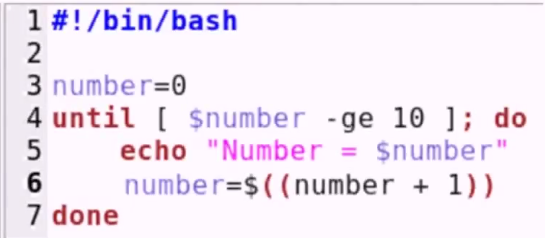 1 #!/bin/bash
2
3 number=0
4 until [ $number -ge 10 ]; do
5     echo "Number = $number"
6     number=$((number + 1))
7 done